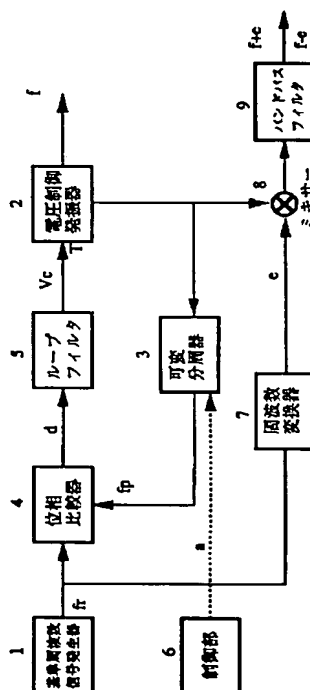 1
基準周波数
信号発生器
fr
4
位相
比較器
d
5
ループ
フィルタ
Vc
T
2
電圧制御
発振器
f
fp
3
可変
分周器
6
制御部
a
7
周波数
変換器
e
8
ミキサー
9
バンドパス
フィルタ
f+e
f-e